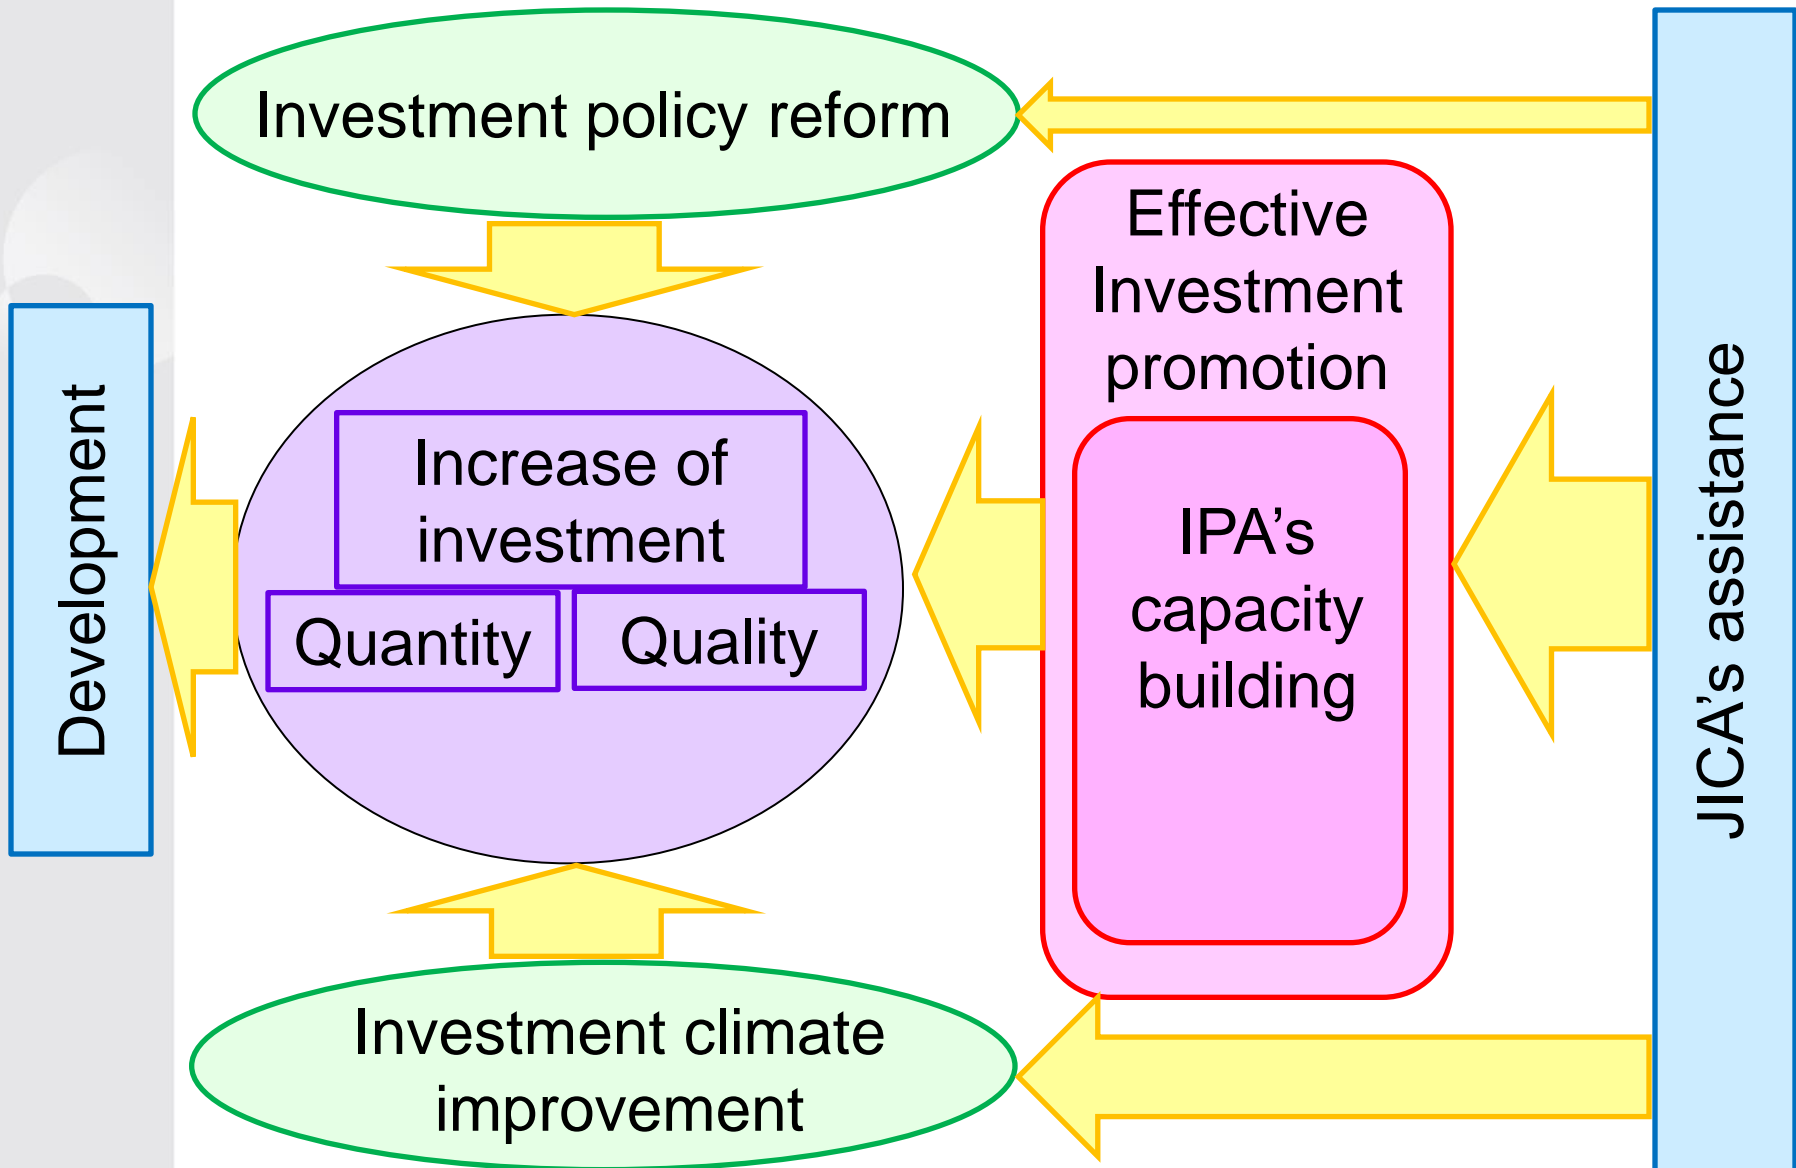 Investment policy reform
Effective
Investment
promotion
IPA’s
capacity
building
Increase of
investment
Quantity
Quality
Development
JICA’s assistance
Investment climate
improvement